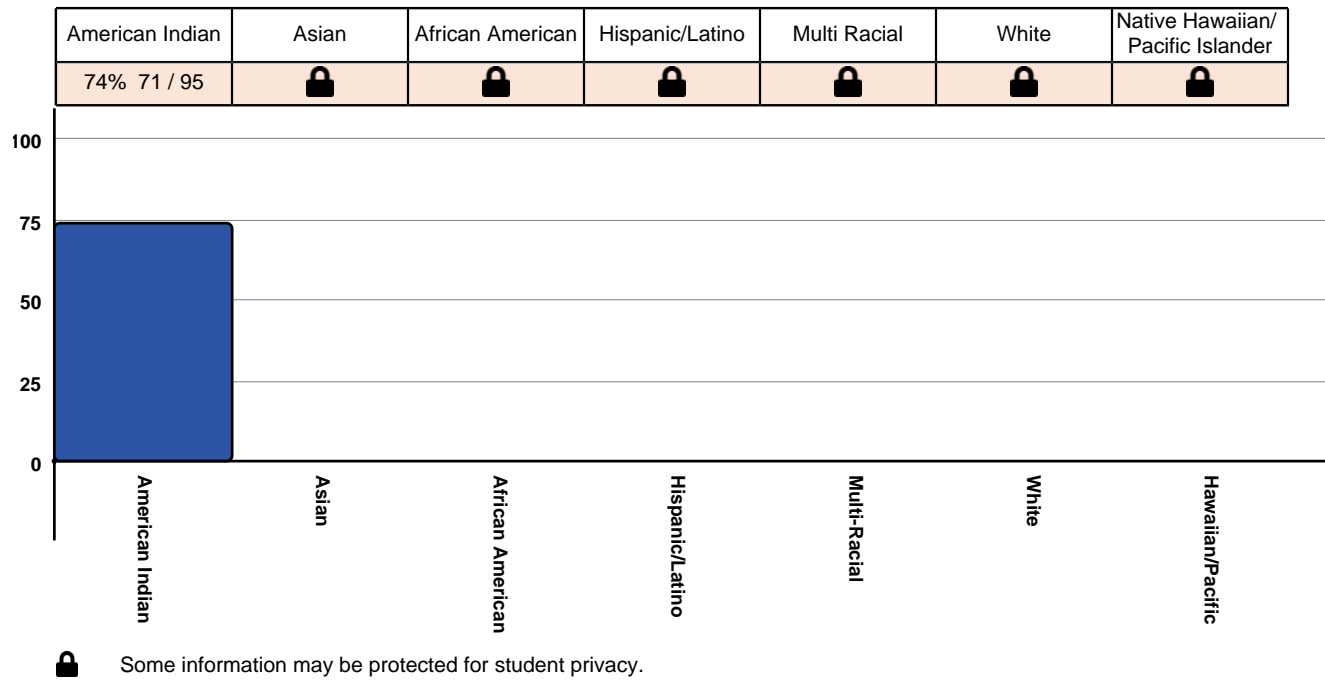 American Indian Asian African American Hispanic/Latino Multi Racial White Native Hawaiian/
Pacific Islander
74% 71 / 95
100
75
50
25
0
American Indian
Asian
African American
Hispanic/Latino
Multi-Racial
White
Hawaiian/Pacific
Some information may be protected for student privacy.